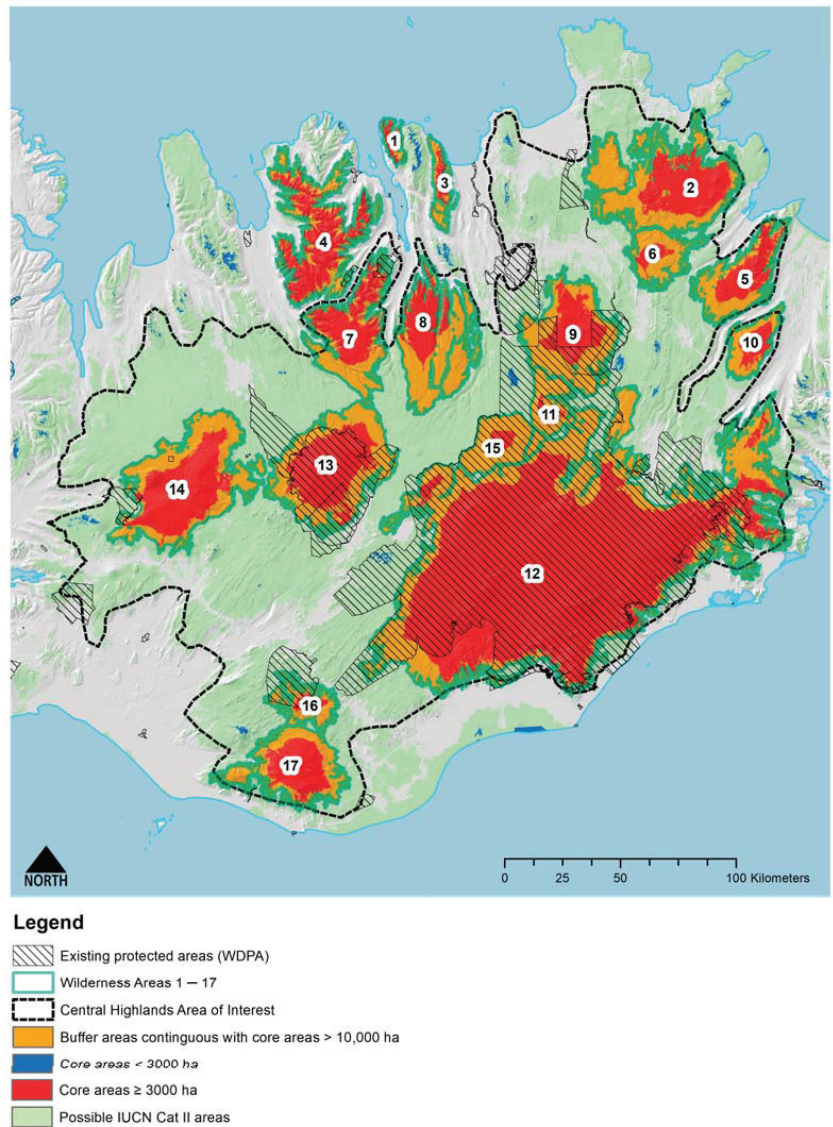 1
2
3
4
5
6
7
8
9
10
11
12
13
14
15
16
17
NORTH
0 25 50 100 Kilometers
Legend
Existing protected areas (WDPA)
Wilderness Areas 1 – 17
Central Highlands Area of Interest
Buffer areas continguous with core areas > 10,000 ha
Core areas < 3000 ha
Core areas ≥ 3000 ha
Possible IUCN Cat II areas